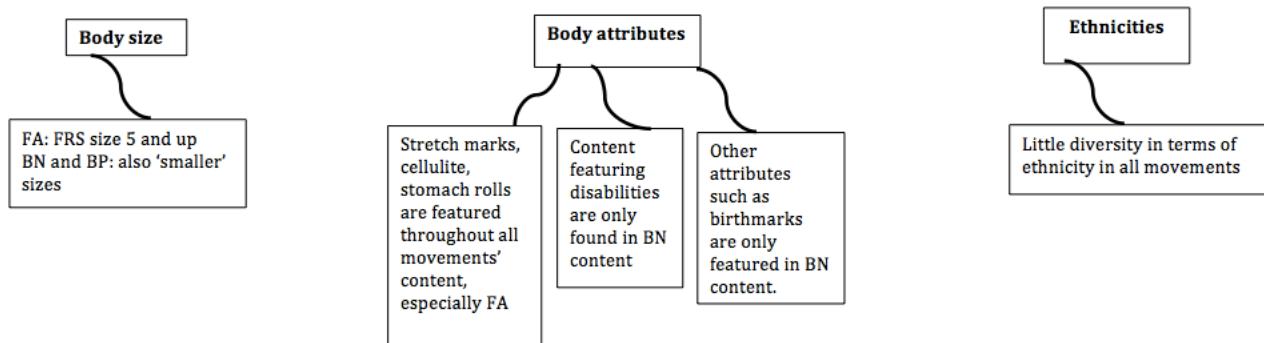 Body size
FA: FRS size 5 and up
BN and BP: also ‘smaller’
sizes
Body attributes
Stretch marks,
cellulite,
stomach rolls
are featured
throughout all
movements’
content,
especially FA
Content
featuring
disabilities
are only
found in BN
content
Other
attributes
such as
birthmarks
are only
featured in BN
content.
Ethnicities
Little diversity in terms of
ethnicity in all movements